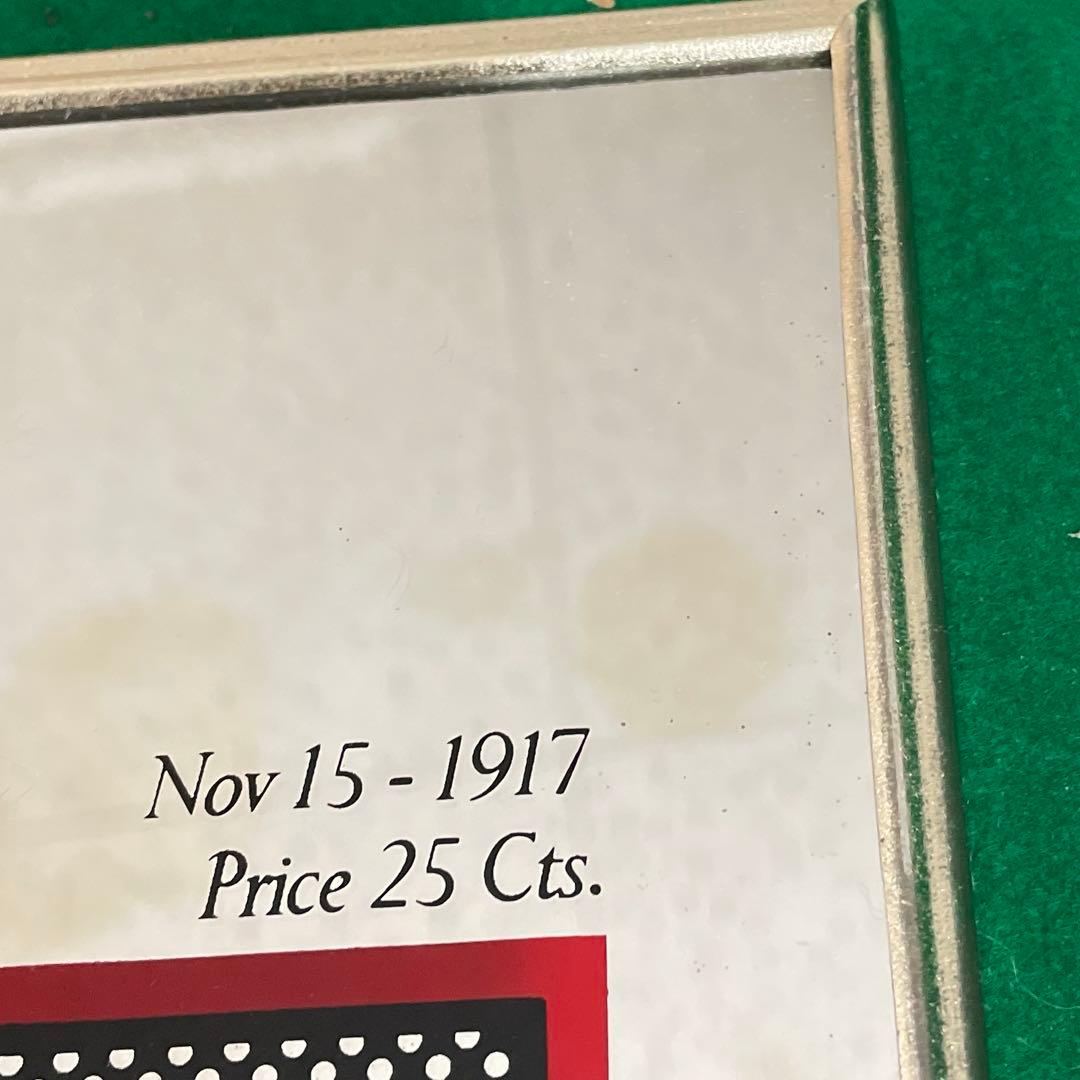 Nov 15 - 1917
Price 25 Cts.